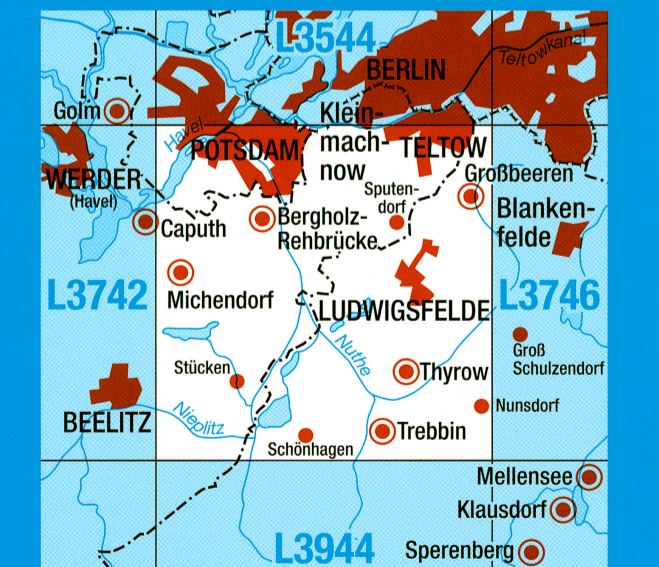 L3544
BERLIN
Teltowkanal
Golm
Klein-
mach-
now
Havel
POTSDAM
TELTOW
WERDER
(Havel)
Großbeeren
Sputen-
dorf
Blanken-
felde
Caputh
Bergholz-
Rehbrücke
L3742
Michendorf
L3746
LUDWIGSFELDE
Nuthe
Groß
Schulzendorf
Stücken
Thyrow
BEELITZ
Nieplitz
Nunsdorf
Schönhagen
Trebbin
Mellensee
Klausdorf
L3944
Sperenberg